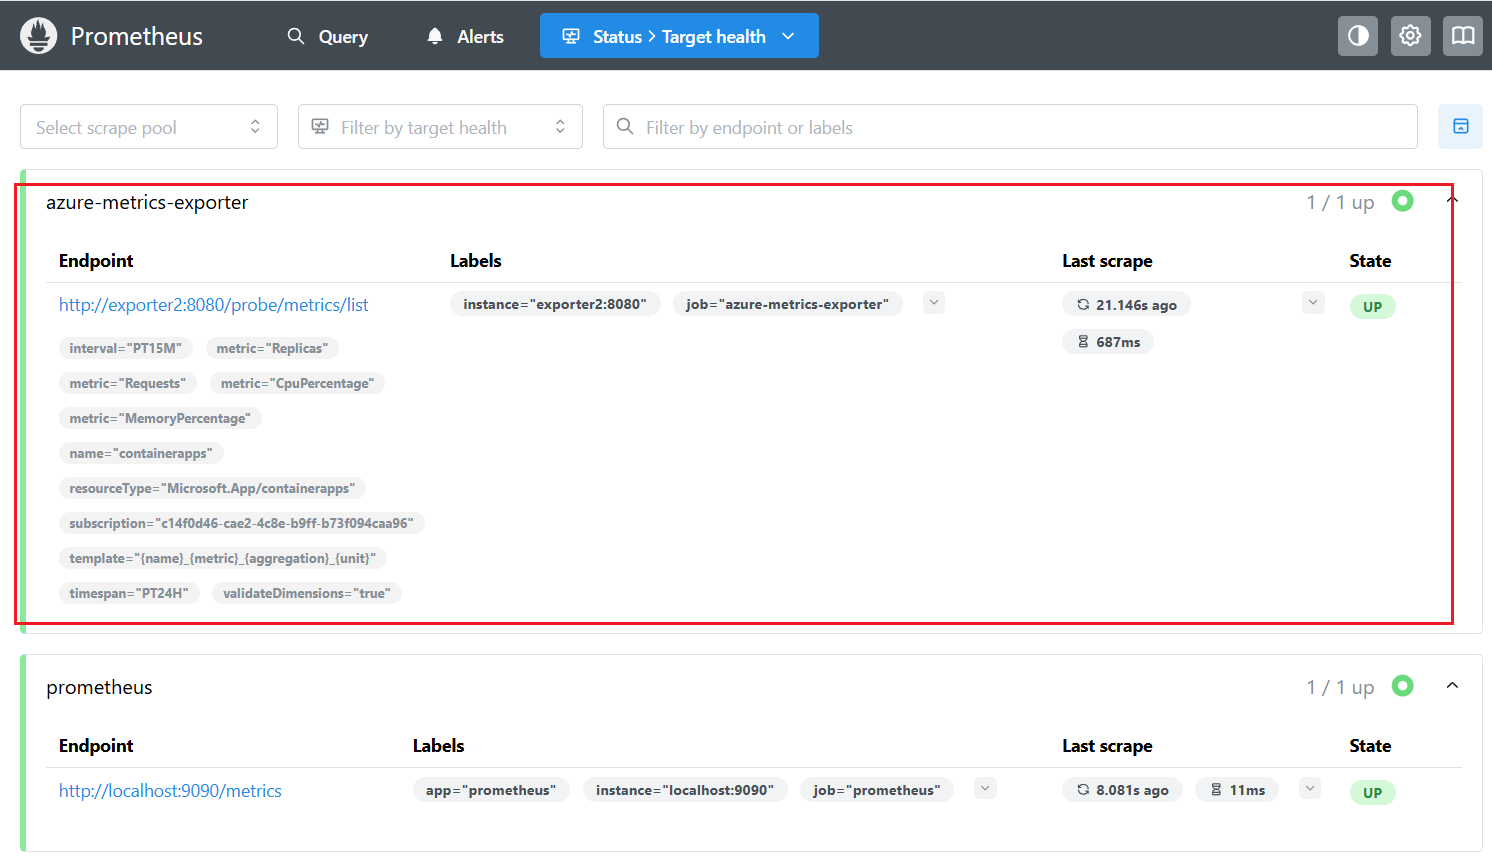 Prometheus Query Alerts Status > Target health
Select scrape pool Filter by target health Filter by endpoint or labels
azure-metrics-exporter 1 / 1 up
Endpoint Labels Last scrape State
http://exporter2:8080/probe/metrics/list instance="exporter2:8080" job="azure-metrics-exporter" 21.146s ago UP
687ms
interval="PT15M" metric="Replicas"
metric="Requests" metric="CpuPercentage"
metric="MemoryPercentage"
name="containerapps"
resourceType="Microsoft.App/containerapps"
subscription="c14f0d46-cae2-4c8e-b9ff-b73f094caa96"
template="{name}_{metric}_{aggregation}_{unit}"
timespan="PT24H" validateDimensions="true"
prometheus 1 / 1 up
Endpoint Labels Last scrape State
http://localhost:9090/metrics app="prometheus" instance="localhost:9090" job="prometheus" 8.081s ago 11ms UP